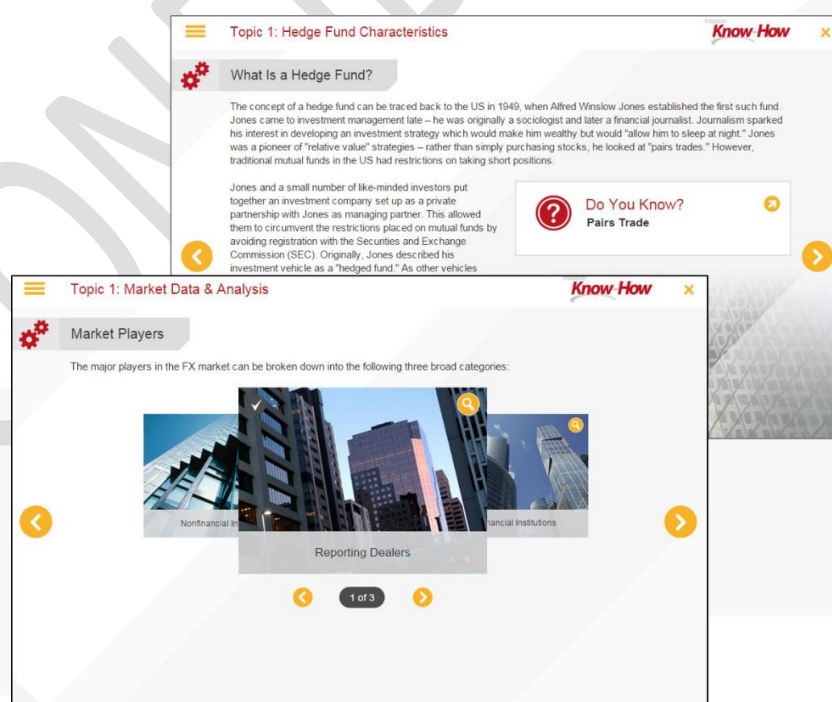 Topic 1: Hedge Fund Characteristics
Know-How
What Is a Hedge Fund?
The concept of a hedge fund can be traced back to the US in 1949, when Alfred Winslow Jones established the first such fund.
Jones came to investment management late – he was originally a sociologist and later a financial journalist. Journalism sparked
his interest in developing an investment strategy which would make him wealthy but would "allow him to sleep at night." Jones
was a pioneer of "relative value" strategies – rather than simply purchasing stocks, he looked at "pairs trades." However,
traditional mutual funds in the US had restrictions on taking short positions.
Jones and a small number of like-minded investors put
together an investment company set up as a private
partnership with Jones as managing partner. This allowed
them to circumvent the restrictions placed on mutual funds by
avoiding registration with the Securities and Exchange
Commission (SEC). Originally, Jones described his
investment vehicle as a "hedged fund." As other vehicles
Do You Know?
Pairs Trade
Topic 1: Market Data & Analysis
Know-How
Market Players
The major players in the FX market can be broken down into the following three broad categories:
Nonfinancial
Institutions
Reporting Dealers
1 of 3